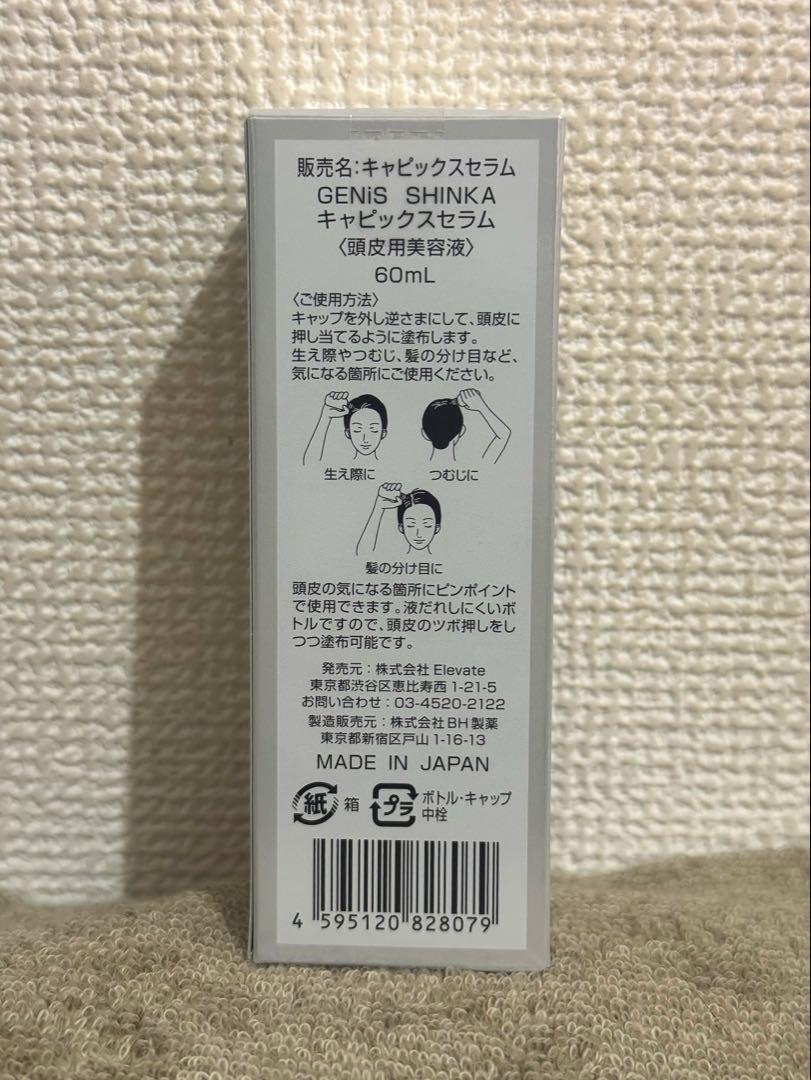 販売名:キャピックスセラム
GENiS SHINKA
キャピックスセラム
〈頭皮用美容液〉
60mL
〈ご使用方法〉
キャップを外し逆さまにして、頭皮に
押し当てるように塗布します。
生え際やつむじ、髪の分け目など、
気になる箇所にご使用ください。
生え際に
つむじに
髪の分け目に
頭皮の気になる箇所にピンポイント
で使用できます。液だれしにくいボ
トルですので、頭皮のツボ押しをし
つつ塗布可能です。
発売元:株式会社Elevate
東京都渋谷区恵比寿西1-21-5
お問い合わせ:03-4520-2122
製造販売元:株式会社BH製薬
東京都新宿区戸山1-16-13
MADE IN JAPAN
紙 箱
プラ ボトル・キャップ
中栓
4 595120 828079